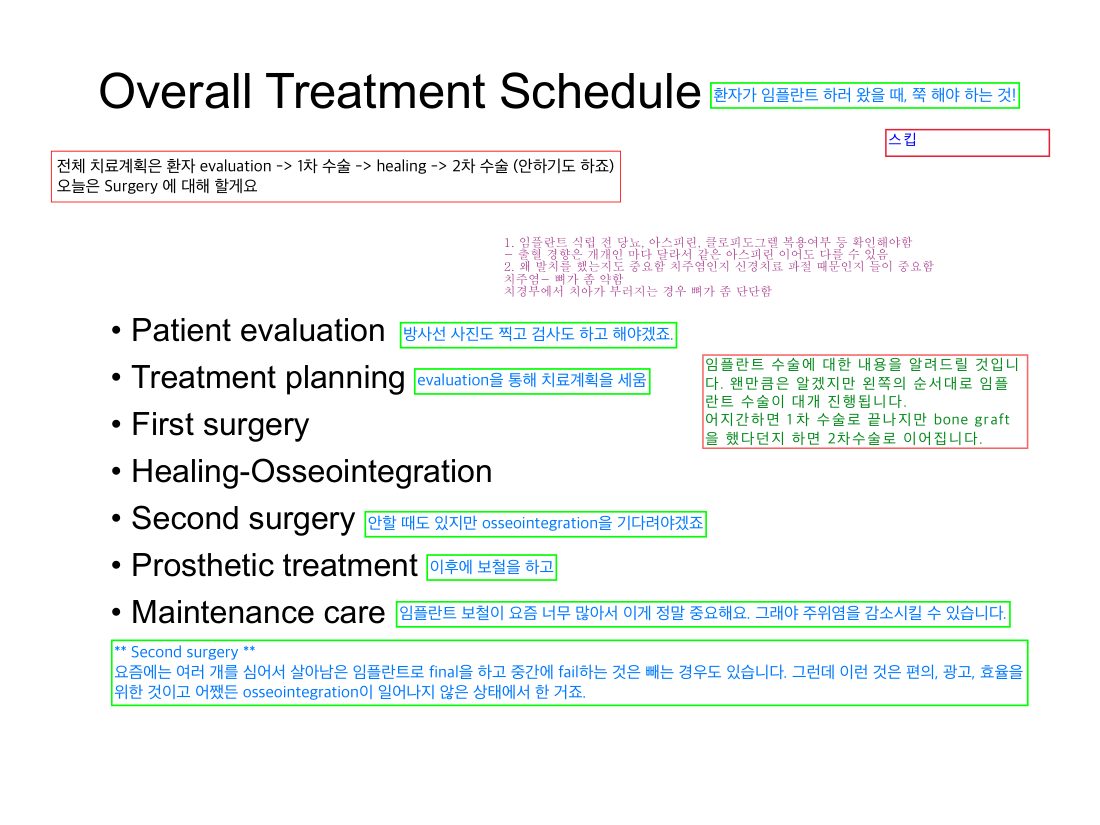 Overall Treatment Schedule 환자가 임플란트 하러 왔을 때, 쭉 해야 하는 것!
스킵
전체 치료계획은 환자 evaluation -> 1차 수술 -> healing -> 2차 수술 (안하기도 하죠)
오늘은 Surgery 에 대해 할게요
1. 임플란트 식립 전 당뇨, 아스피린, 클로피도그렐 복용여부 등 확인해야함
- 출혈 경향은 개개인 마다 달라서 같은 아스피린 이어도 다를 수 있음
2. 왜 발치를 했는지도 중요함 치주염인지 신경치료 파절 때문인지 등이 중요함
치주염- 뼈가 좀 약함
치경부에서 치아가 부러지는 경우 뼈가 좀 단단함
• Patient evaluation 방사선 사진도 찍고 검사도 하고 해야겠죠.
• Treatment planning evaluation을 통해 치료계획을 세움
임플란트 수술에 대한 내용을 알려드릴 것입니
다. 왠만큼은 알겠지만 왼쪽의 순서대로 임플
란트 수술이 대개 진행됩니다.
어지간하면 1차 수술로 끝나지만 bone graft
을 했다던지 하면 2차수술로 이어집니다.
• First surgery
• Healing-Osseointegration
• Second surgery 안할 때도 있지만 osseointegration을 기다려야겠죠
• Prosthetic treatment 이후에 보철을 하고
• Maintenance care 임플란트 보철이 요즘 너무 많아서 이게 정말 중요해요. 그래야 주위염을 감소시킬 수 있습니다.
** Second surgery **
요즘에는 여러 개를 심어서 살아남은 임플란트로 final을 하고 중간에 fail하는 것은 빼는 경우도 있습니다. 그런데 이런 것은 편의, 광고, 효율을
위한 것이고 어쨌든 osseointegration이 일어나지 않은 상태에서 한 거죠.